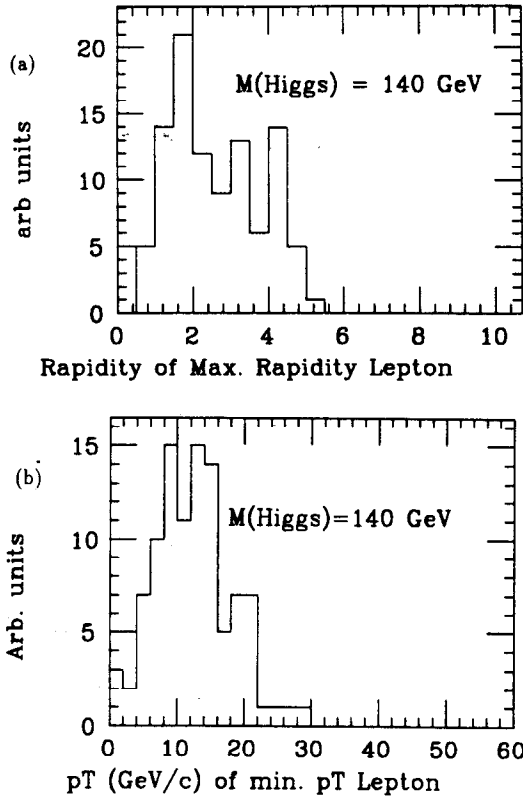 (a)
20
15
10
5
0
arb units
M(Higgs) = 140 GeV
0 2 4 6 8 10
Rapidity of Max. Rapidity Lepton
(b)
15
10
5
0
Arb. units
M(Higgs)=140 GeV
0 10 20 30 40 50 60
pT (GeV/c) of min. pT Lepton